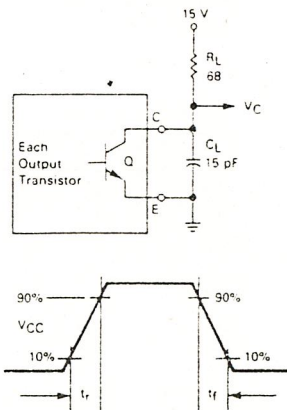 15 V
RL
68
VC
C
Each
Output
Transistor
Q
CL
15 pF
E
90%
90%
VCC
10%
10%
tr
tf